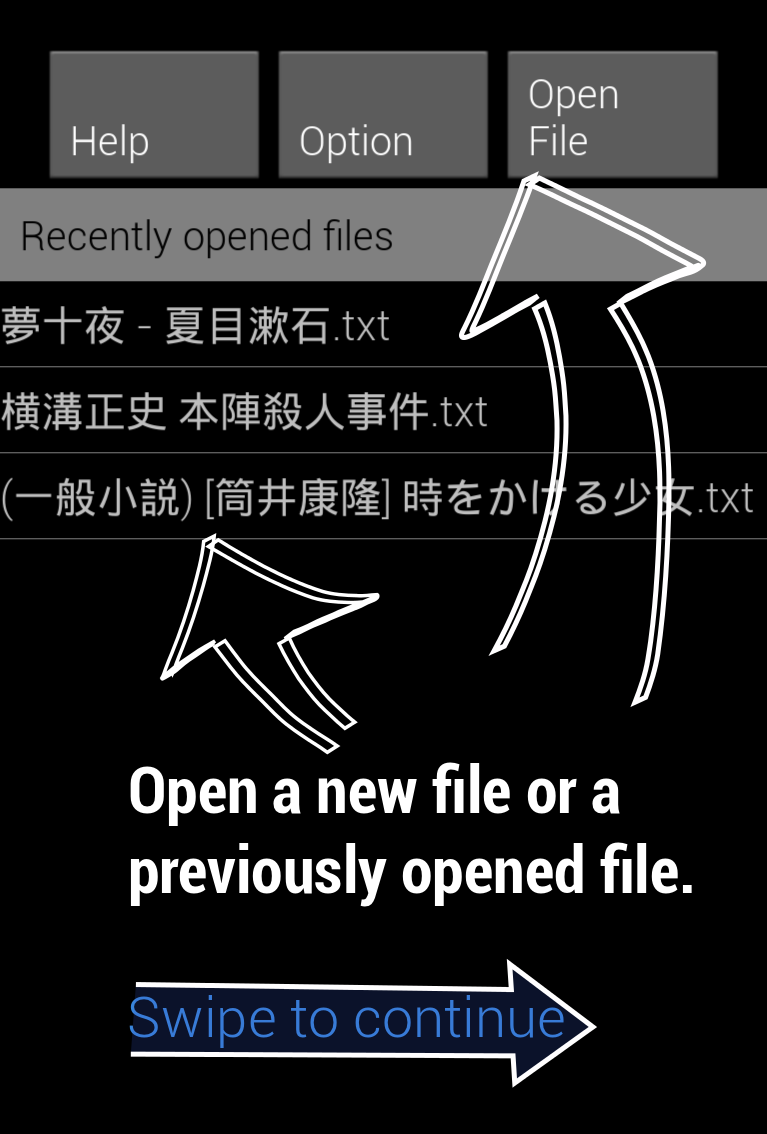 Help
Option
Open
File
Recently opened files
夢十夜 - 夏目漱石.txt
横溝正史 本陣殺人事件.txt
(一般小説) [筒井康隆] 時をかける少女.txt
Open a new file or a
previously opened file.
Swipe to continue